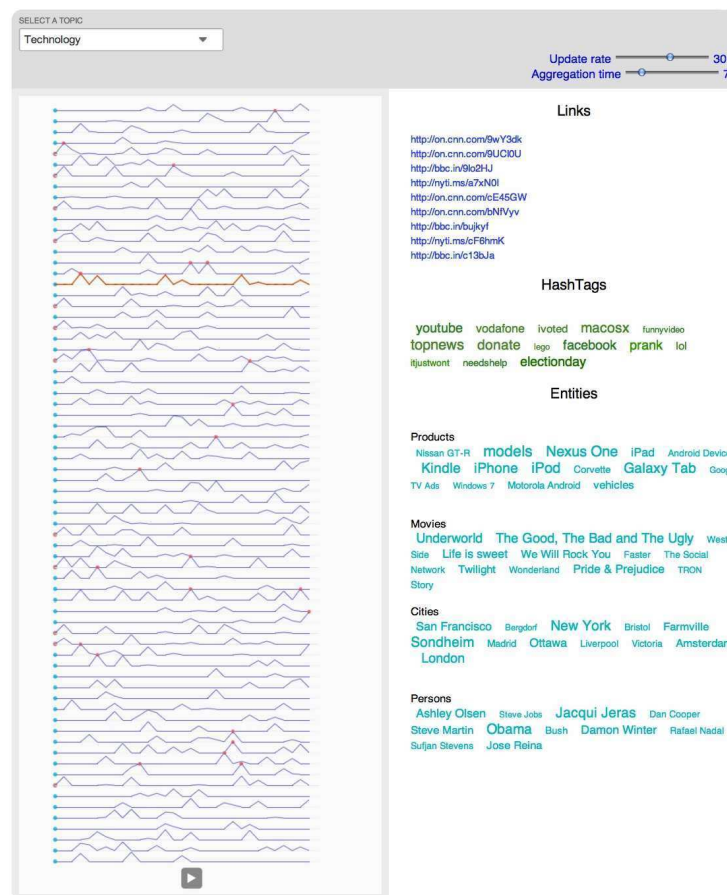 SELECT A TOPIC
Technology
Update rate 30
Aggregation time 7
Links
http://on.cnn.com/9wY3dk
http://on.cnn.com/9UCl0U
http://bbc.in/9lo2HJ
http://nyti.ms/a7xN0l
http://on.cnn.com/cE45GW
http://on.cnn.com/bNfVyv
http://bbc.in/bujkyf
http://nyti.ms/cF6hmK
http://bbc.in/c13bJa
HashTags
youtube vodafone ivoted macosx funnyvideo
topnews donate lego facebook prank lol
itjustwont needshelp electionday
Entities
Products
Nissan GT-R models Nexus One iPad Android Device
Kindle iPhone iPod Corvette Galaxy Tab Goog
TV Ads Windows 7 Motorola Android vehicles
Movies
Underworld The Good, The Bad and The Ugly West
Side Life is sweet We Will Rock You Faster The Social
Network Twilight Wonderland Pride & Prejudice TRON
Story
Cities
San Francisco Bergdorf New York Bristol Farmville
Sondheim Madrid Ottawa Liverpool Victoria Amsterdam
London
Persons
Ashley Olsen Steve Jobs Jacqui Jeras Dan Cooper
Steve Martin Obama Bush Damon Winter Rafael Nadal
Sufjan Stevens Jose Reina